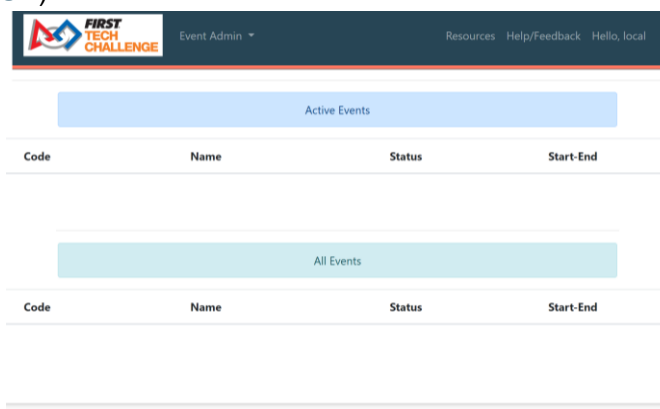 FIRST
TECH
CHALLENGE
Event Admin
Resources Help/Feedback Hello, local
Active Events
Code Name Status Start-End
All Events
Code Name Status Start-End